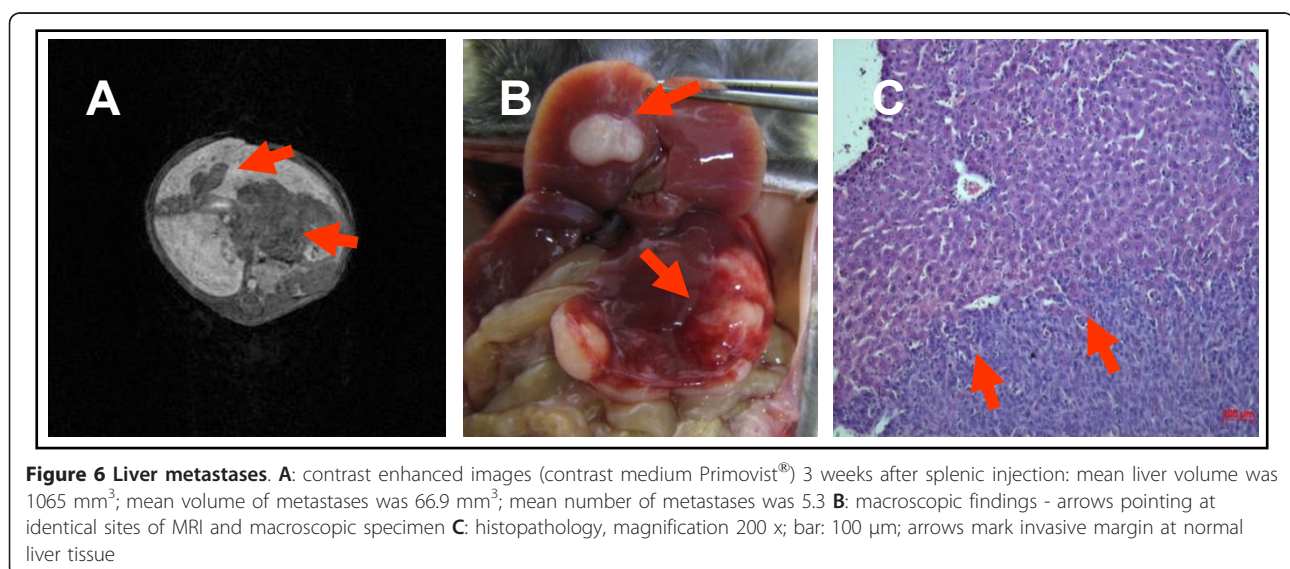 A
B
C
100 µm
Figure 6 Liver metastases. A: contrast enhanced images (contrast medium Primovist®) 3 weeks after splenic injection: mean liver volume was
1065 mm³; mean volume of metastases was 66.9 mm³; mean number of metastases was 5.3 B: macroscopic findings - arrows pointing at
identical sites of MRI and macroscopic specimen C: histopathology, magnification 200 x; bar: 100 μm; arrows mark invasive margin at normal
liver tissue